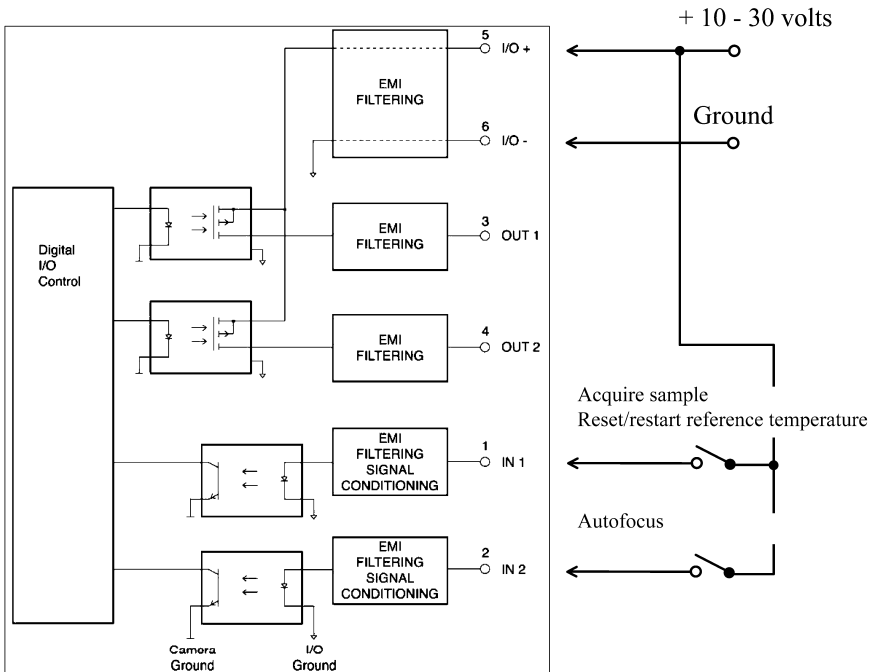 + 10 - 30 volts
5
I/O +
EMI
FILTERING
Ground
6
I/O -
3
EMI
FILTERING
OUT 1
Digital
I/O
Control
4
EMI
FILTERING
OUT 2
Acquire sample
Reset/restart reference temperature
EMI
FILTERING
SIGNAL
CONDITIONING
1
IN 1
Autofocus
EMI
FILTERING
SIGNAL
CONDITIONING
2
IN 2
Camera
Ground
I/O
Ground